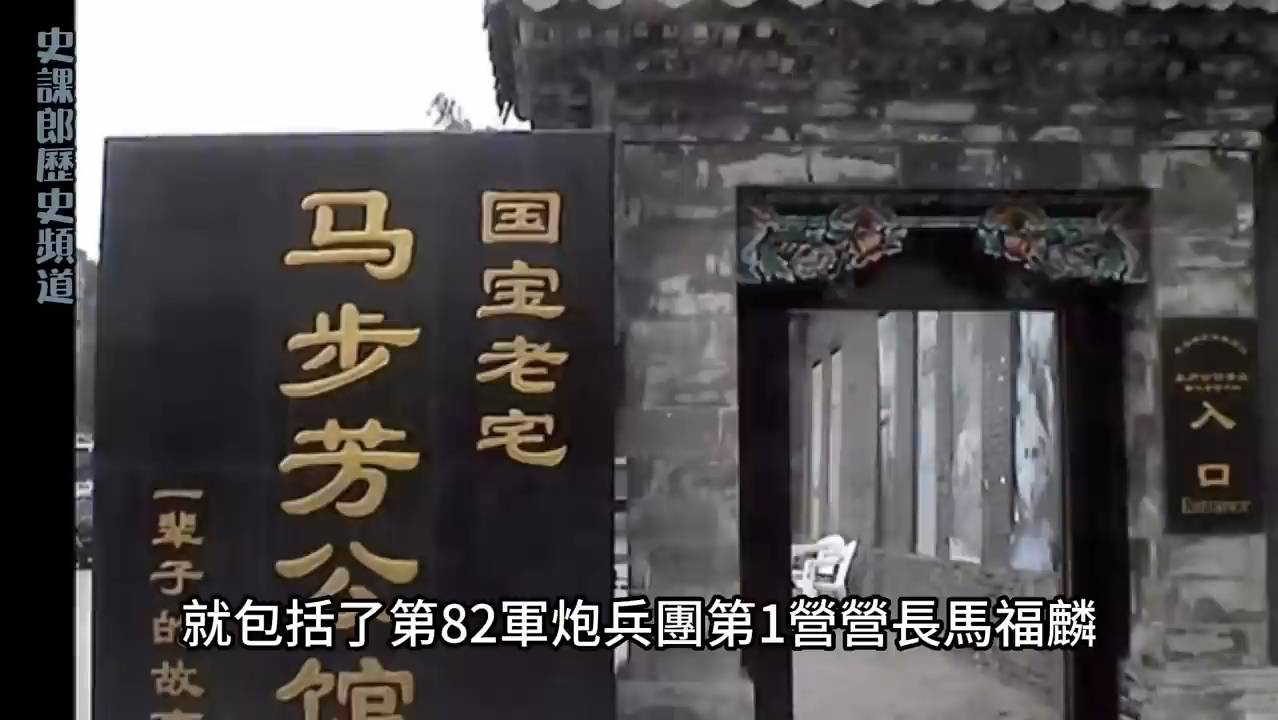 史課郎歷史頻道
国宝老宅
马步芳公馆
一辈子的故
入口
Entrance
就包括了第82軍炮兵團第1營營長馬福麟